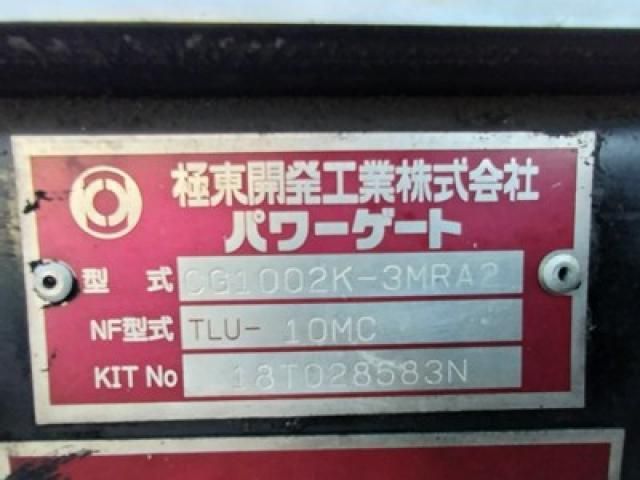 極東開発工業株式会社
パワーゲート
型式 CG1002K-3MRA2
NF型式 TLU- 10MC
KIT No 18T028583N